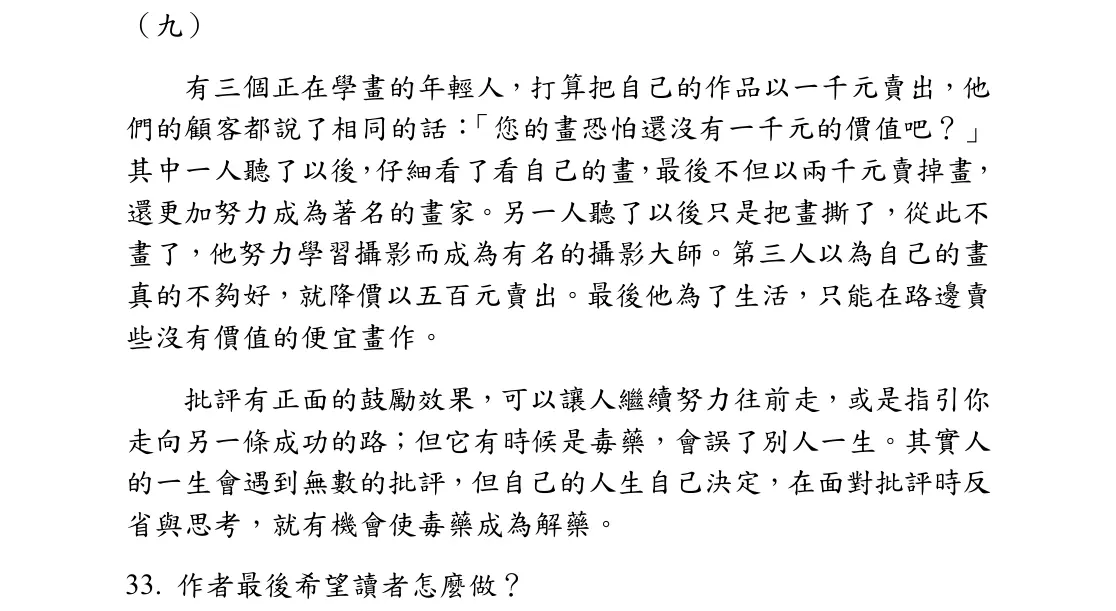 （九）
有三個正在學畫的年輕人，打算把自己的作品以一千元賣出，他
們的顧客都說了相同的話：「您的畫恐怕還沒有一千元的價值吧？」
其中一人聽了以後，仔細看了看自己的畫，最後不但以兩千元賣掉畫，
還更加努力成為著名的畫家。另一人聽了以後只是把畫撕了，從此不
畫了，他努力學習攝影而成為有名的攝影大師。第三人以為自己的畫
真的不夠好，就降價以五百元賣出。最後他為了生活，只能在路邊賣
些沒有價值的便宜畫作。
批評有正面的鼓勵效果，可以讓人繼續努力往前走，或是指引你
走向另一條成功的路；但它有時候是毒藥，會誤了別人一生。其實人
的一生會遇到無數的批評，但自己的人生自己決定，在面對批評時反
省與思考，就有機會使毒藥成為解藥。
33. 作者最後希望讀者怎麼做？